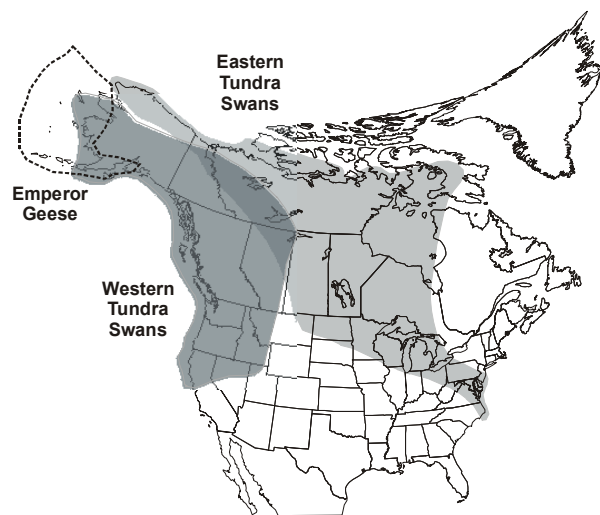 Eastern
Tundra
Swans
Emperor
Geese
Western
Tundra
Swans